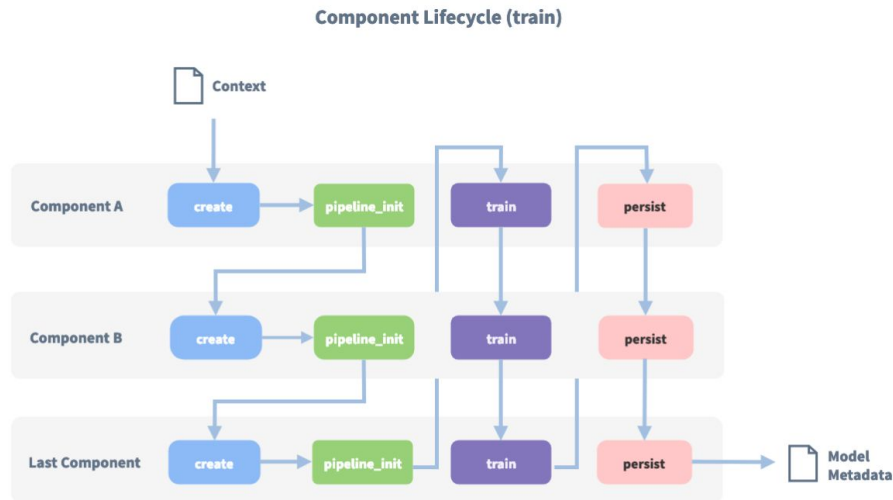 Component Lifecycle (train)
Context
Component A
create
pipeline_init
train
persist
Component B
create
pipeline_init
train
persist
Last Component
create
pipeline_init
train
persist
Model
Metadata